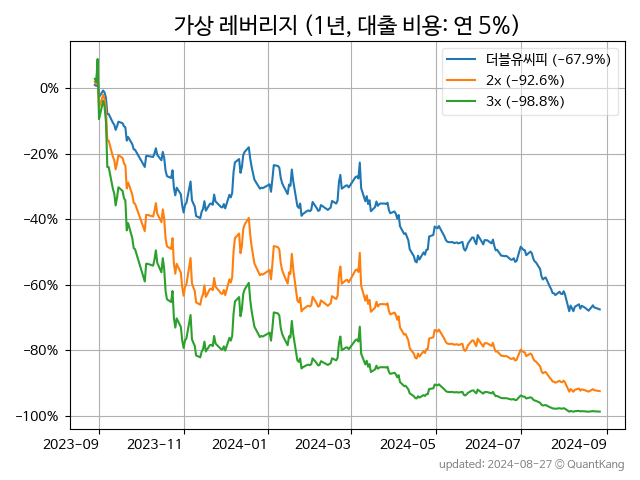 가상 레버리지 (1년, 대출 비용: 연 5%)
더블유씨피 (−67.9%)
2x (−92.6%)
3x (−98.8%)
0%
−20%
−40%
−60%
−80%
−100%
2023-09 2023-11 2024-01 2024-03 2024-05 2024-07 2024-09
updated: 2024-08-27 © QuantKang